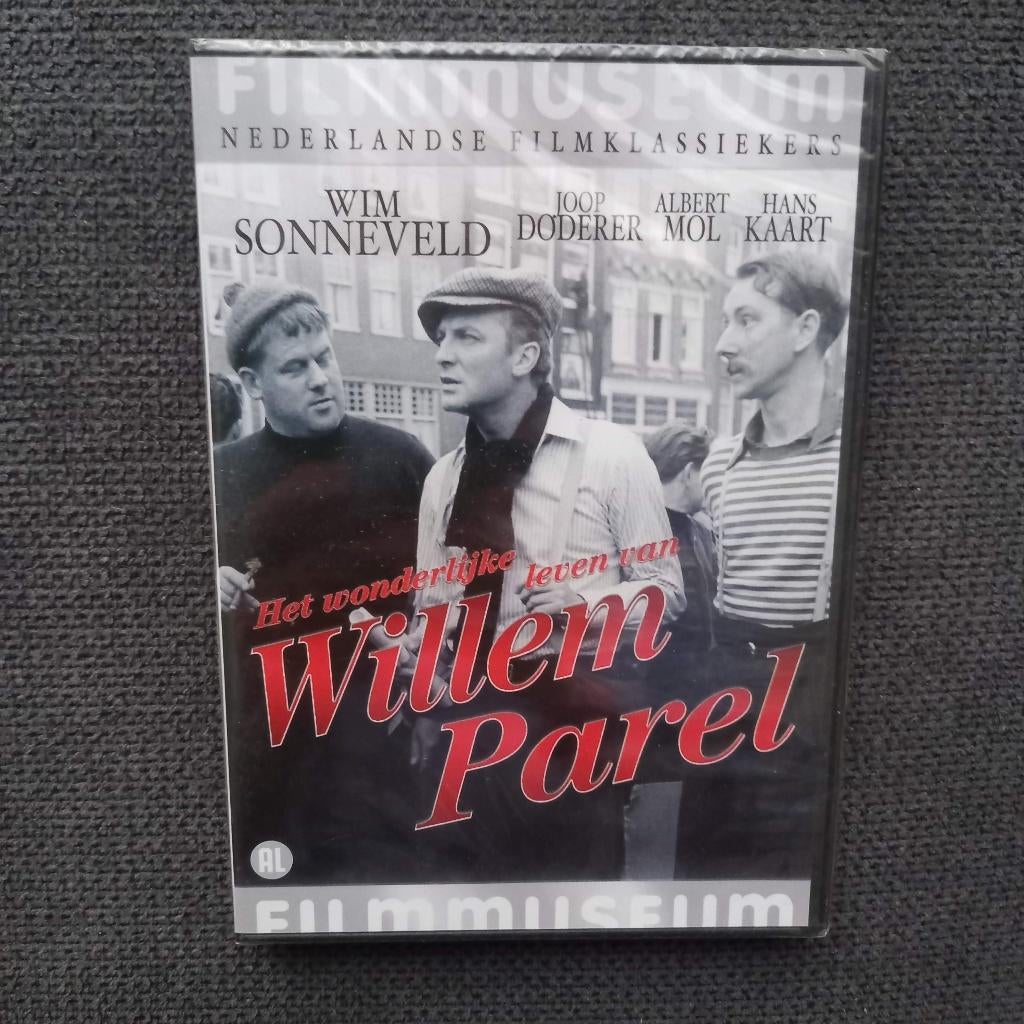 FILMMUSEUM
NEDERLANDSE FILMKLASSIEKERS
WIM
SONNEVELD
JOOP
DODERER
ALBERT
MOL
HANS
KAART
Het wonderlijke leven van
Willem
Parel
AL
FILMMUSEUM